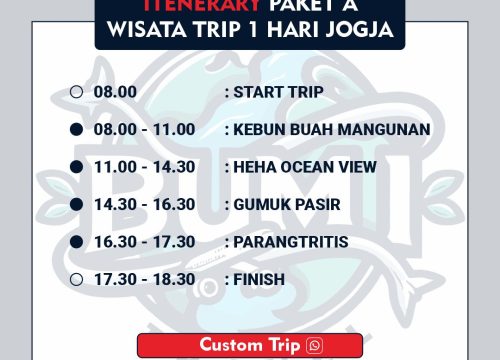 ITENERARY PAKET A
WISATA TRIP 1 HARI JOGJA
08.00 : START TRIP
08.00 - 11.00 : KEBUN BUAH MANGUNAN
11.00 - 14.30 : HEHA OCEAN VIEW
14.30 - 16.30 : GUMUK PASIR
16.30 - 17.30 : PARANGTRITIS
17.30 - 18.30 : FINISH
BUMI
Custom Trip